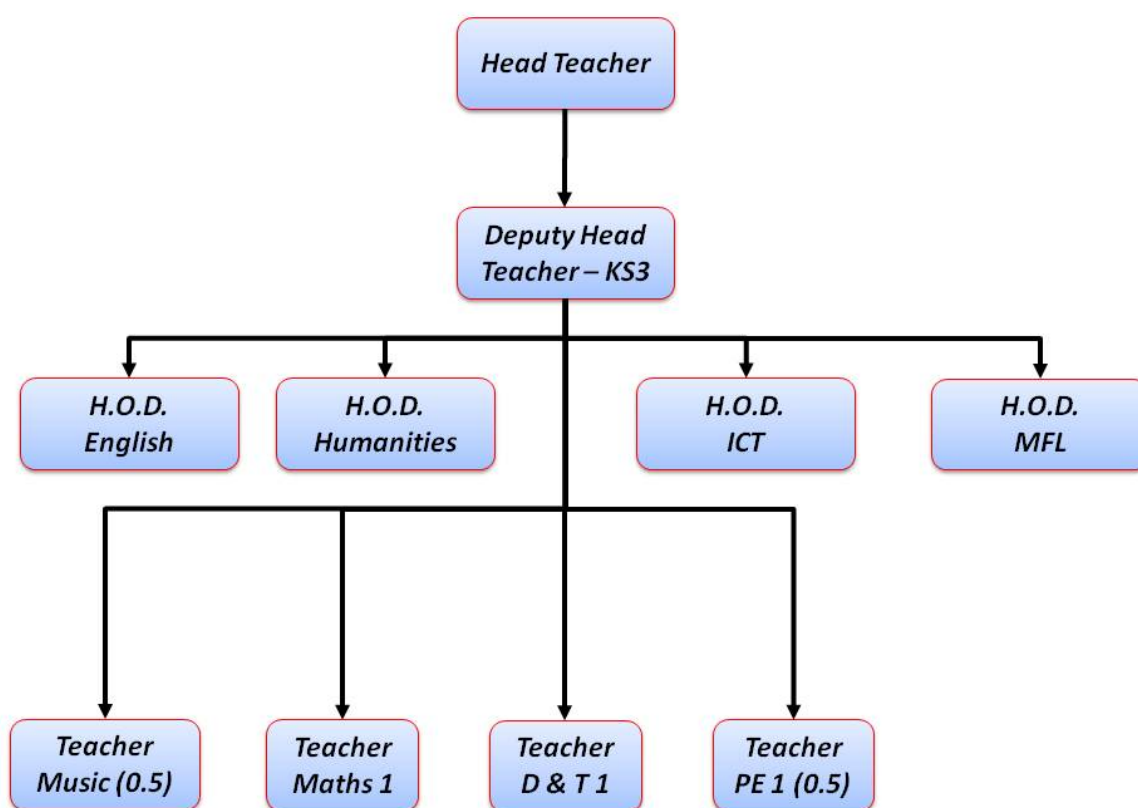 Head Teacher
Deputy Head
Teacher – KS3
H.O.D.
English
H.O.D.
Humanities
H.O.D.
ICT
H.O.D.
MFL
Teacher
Music (0.5)
Teacher
Maths 1
Teacher
D & T 1
Teacher
PE 1 (0.5)